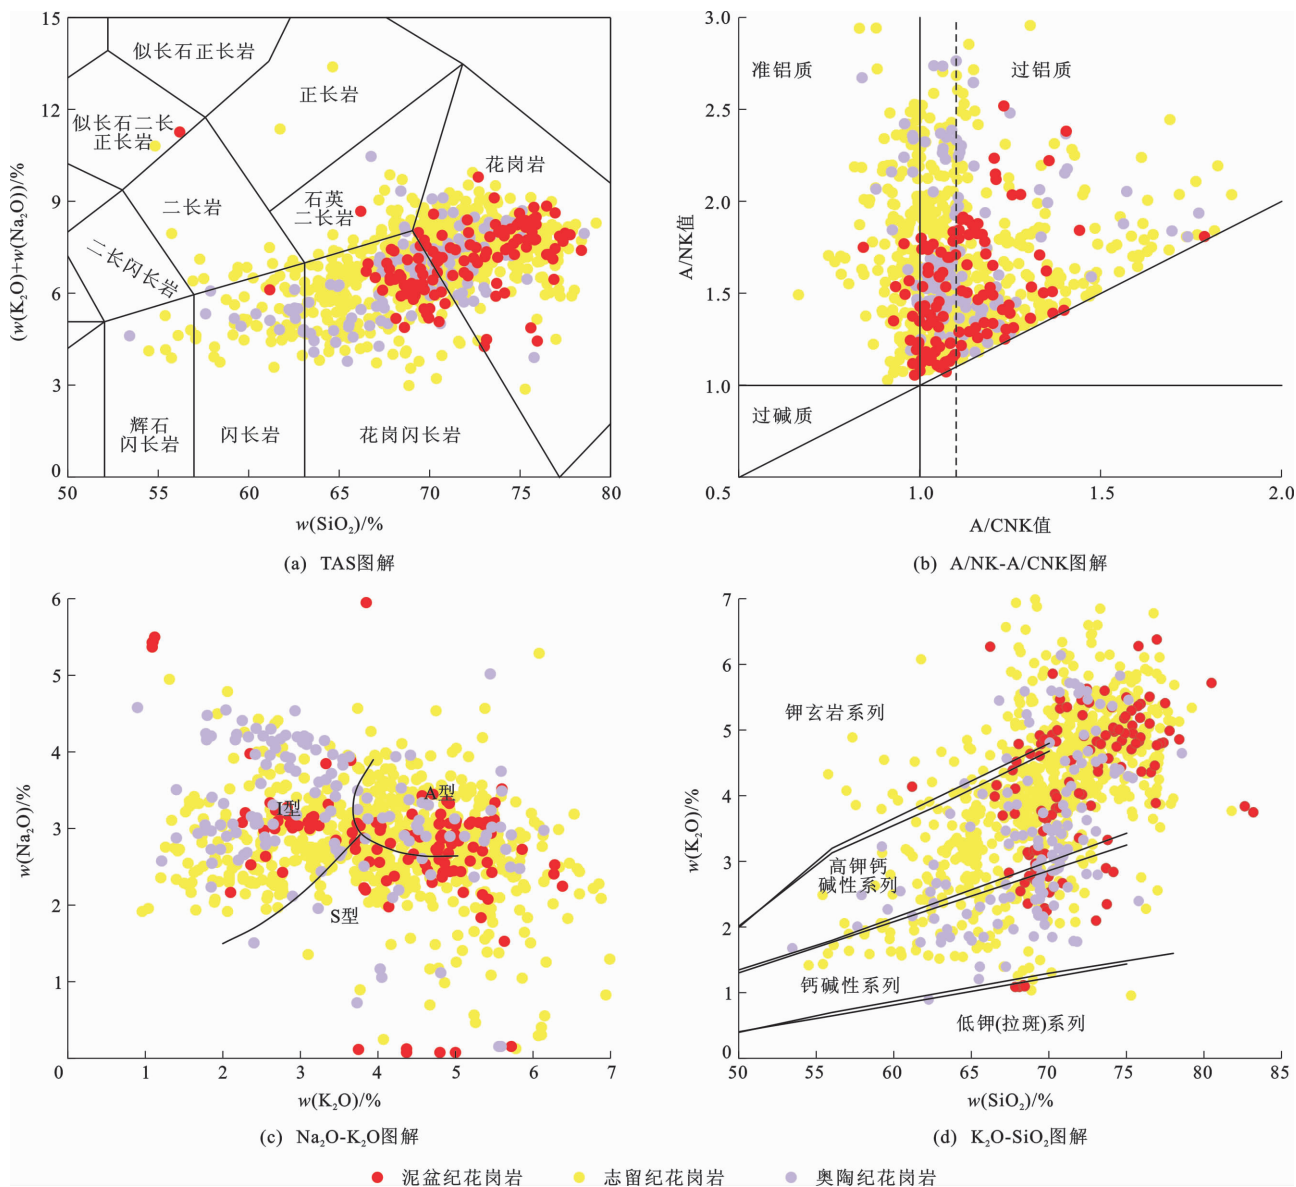 15
12
9
6
3
0
50
55
60
65
70
75
80
(w(K₂O)+w(Na₂O))/%
w(SiO₂)/%
似长石正长岩
正长岩
似长石二长
正长岩
花岗岩
二长岩
石英
二长岩
二长闪长岩
辉石
闪长岩
闪长岩
花岗闪长岩
(a) TAS图解
3.0
2.5
2.0
1.5
1.0
0.5
1.0
1.5
2.0
A/NK值
A/CNK值
准铝质
过铝质
过碱质
(b) A/NK-A/CNK图解
6
5
4
3
2
1
0
1
2
3
4
5
6
7
w(Na₂O)/%
w(K₂O)/%
I型
A型
S型
(c) Na₂O-K₂O图解
7
6
5
4
3
2
1
0
50
55
60
65
70
75
80
85
w(K₂O)/%
w(SiO₂)/%
钾玄岩系列
高钾钙
碱性系列
钙碱性系列
低钾(拉斑)系列
(d) K₂O-SiO₂图解
泥盆纪花岗岩
志留纪花岗岩
奥陶纪花岗岩